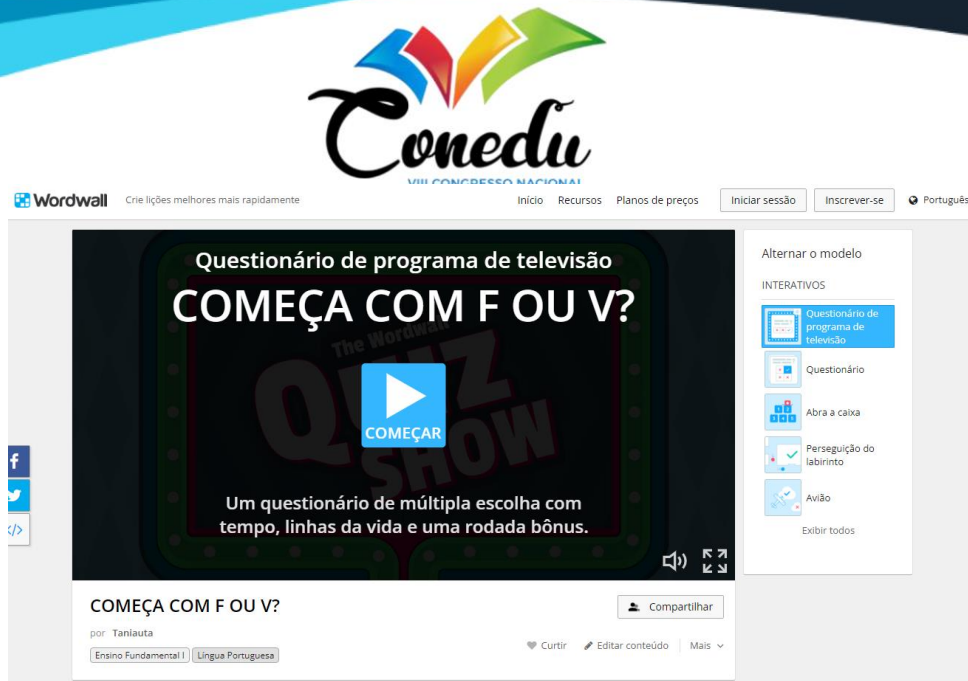 Conedu
VIII CONGRESSO NACIONAL
Wordwall
Crie lições melhores mais rapidamente
Início
Recursos
Planos de preços
Iniciar sessão
Inscrever-se
Português
Questionário de programa de televisão
COMEÇA COM F OU V?
The Wordwall
QUIZ
SHOW
COMEÇAR
Um questionário de múltipla escolha com
tempo, linhas da vida e uma rodada bônus.
Alternar o modelo
INTERATIVOS
Questionário de
programa de
televisão
Questionário
Abra a caixa
Perseguição do
labirinto
Avião
Exibir todos
COMEÇA COM F OU V?
Compartilhar
por Taniauta
Ensino Fundamental I
Língua Portuguesa
Curtir
Editar conteúdo
Mais